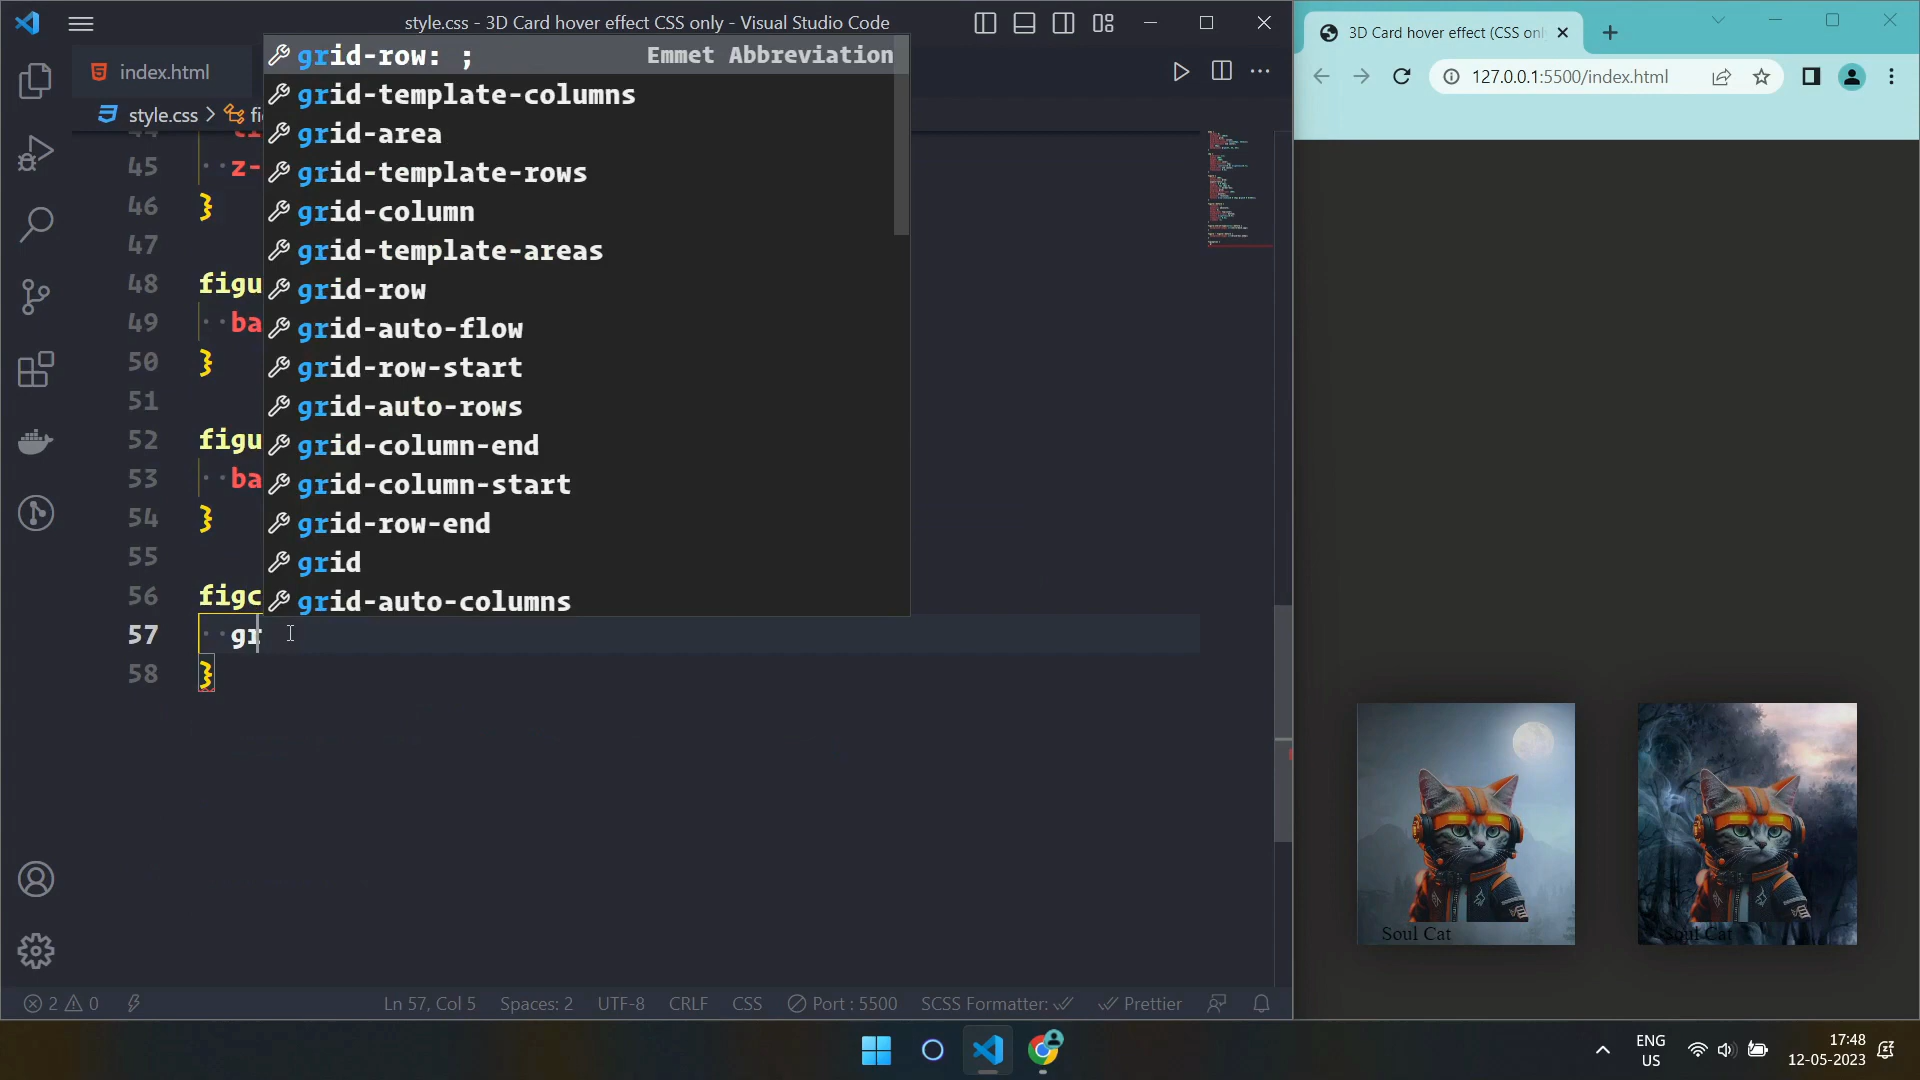 style.css - 3D Card hover effect CSS only - Visual Studio Code
index.html
style.css > fi
45 z-
46 }
47
48 figu
49 ba
50 }
51
52 figu
53 ba
54 }
55
56 figc
57 gr
58 }
grid-row: ; Emmet Abbreviation
grid-template-columns
grid-area
grid-template-rows
grid-column
grid-template-areas
grid-row
grid-auto-flow
grid-row-start
grid-auto-rows
grid-column-end
grid-column-start
grid-row-end
grid
grid-auto-columns
2 0 Ln 57, Col 5 Spaces: 2 UTF-8 CRLF CSS Port : 5500 SCSS Formatter: Prettier
3D Card hover effect (CSS onl
127.0.0.1:5500/index.html
Soul Cat
Soul Cat
ENG
US
17:48
12-05-2023